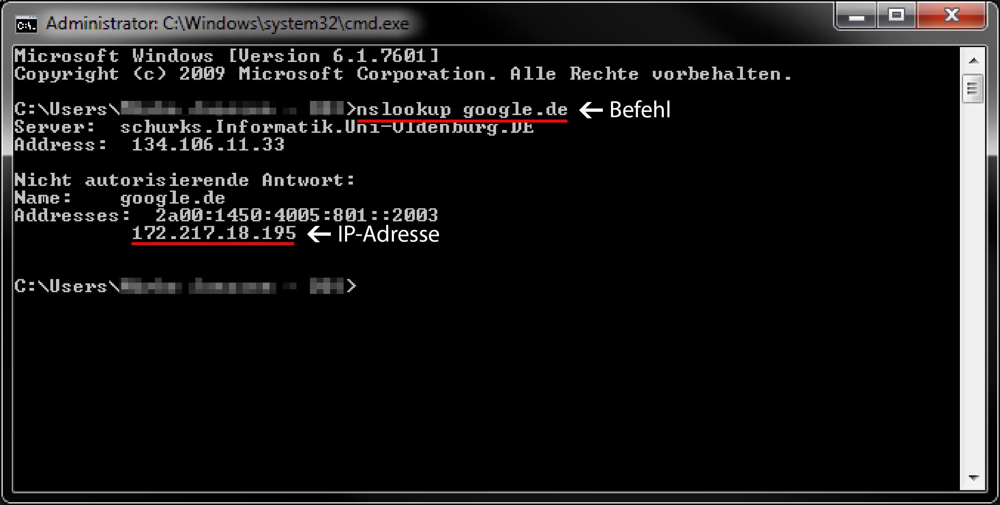 Administrator: C:\Windows\system32\cmd.exe
Microsoft Windows [Version 6.1.7601]
Copyright (c) 2009 Microsoft Corporation. Alle Rechte vorbehalten.
C:\Users\ >nslookup google.de ← Befehl
Server: schurks.Informatik.Uni-Oldenburg.DE
Address: 134.106.11.33
Nicht autorisierende Antwort:
Name: google.de
Addresses: 2a00:1450:4005:801::2003
172.217.18.195 ← IP-Adresse
C:\Users\ >